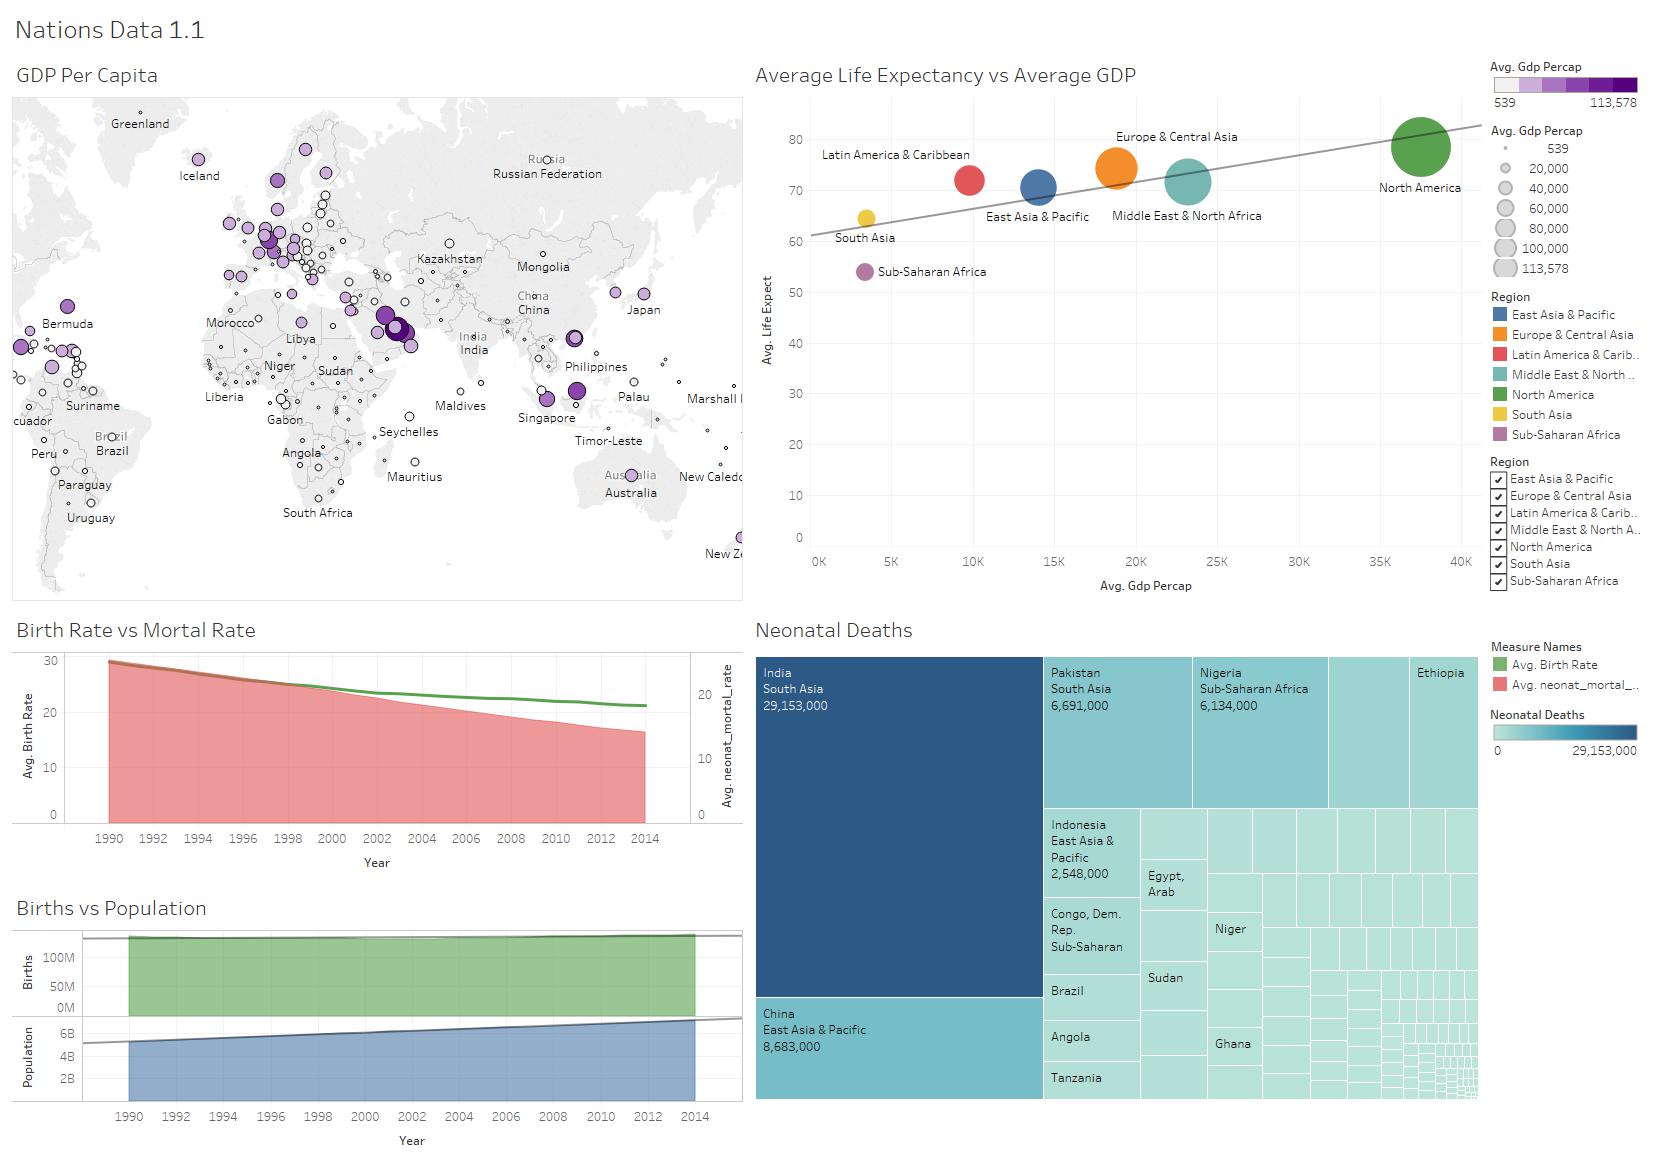 Nations Data 1.1
GDP Per Capita
Greenland
Iceland
Russia
Russian Federation
Kazakhstan
Mongolia
China
China
Japan
Bermuda
Morocco
Libya
India
India
Niger
Sudan
Philippines
Liberia
Suriname
Maldives
Palau
Marshall I
cuador
Gabon
Singapore
Seychelles
Brazil
Brazil
Timor-Leste
Peru
Angola
Mauritius
Australia
Australia
New Caledo
Paraguay
South Africa
Uruguay
New Ze
Average Life Expectancy vs Average GDP
Avg. Life Expect
80
70
60
50
40
30
20
10
0
Europe & Central Asia
Latin America & Caribbean
North America
East Asia & Pacific
Middle East & North Africa
South Asia
Sub-Saharan Africa
0K
5K
10K
15K
20K
25K
30K
35K
40K
Avg. Gdp Percap
Avg. Gdp Percap
539
113,578
Avg. Gdp Percap
539
20,000
40,000
60,000
80,000
100,000
113,578
Region
East Asia & Pacific
Europe & Central Asia
Latin America & Carib..
Middle East & North ..
North America
South Asia
Sub-Saharan Africa
Region
East Asia & Pacific
Europe & Central Asia
Latin America & Carib..
Middle East & North A..
North America
South Asia
Sub-Saharan Africa
Birth Rate vs Mortal Rate
Avg. Birth Rate
30
20
10
0
20
10
0
Avg. neonat_mortal_rate
1990
1992
1994
1996
1998
2000
2002
2004
2006
2008
2010
2012
2014
Year
Births vs Population
Births
100M
50M
0M
Population
6B
4B
2B
1990
1992
1994
1996
1998
2000
2002
2004
2006
2008
2010
2012
2014
Year
Neonatal Deaths
India
South Asia
29,153,000
China
East Asia & Pacific
8,683,000
Pakistan
South Asia
6,691,000
Nigeria
Sub-Saharan Africa
6,134,000
Ethiopia
Indonesia
East Asia &
Pacific
2,548,000
Congo, Dem.
Rep.
Sub-Saharan
Brazil
Angola
Tanzania
Egypt,
Arab
Sudan
Niger
Ghana
Measure Names
Avg. Birth Rate
Avg. neonat_mortal_..
Neonatal Deaths
0
29,153,000